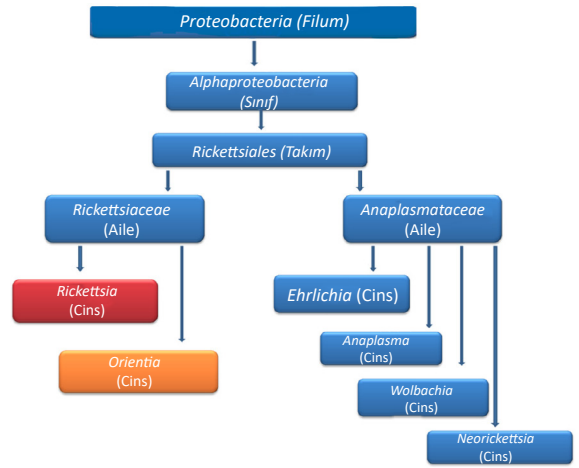 Proteobacteria (Filum)
Alphaproteobacteria
(Sınıf)
Rickettsiales (Takım)
Rickettsiaceae
(Aile)
Anaplasmataceae
(Aile)
Rickettsia
(Cins)
Ehrlichia (Cins)
Orientia
(Cins)
Anaplasma
(Cins)
Wolbachia
(Cins)
Neorickettsia
(Cins)